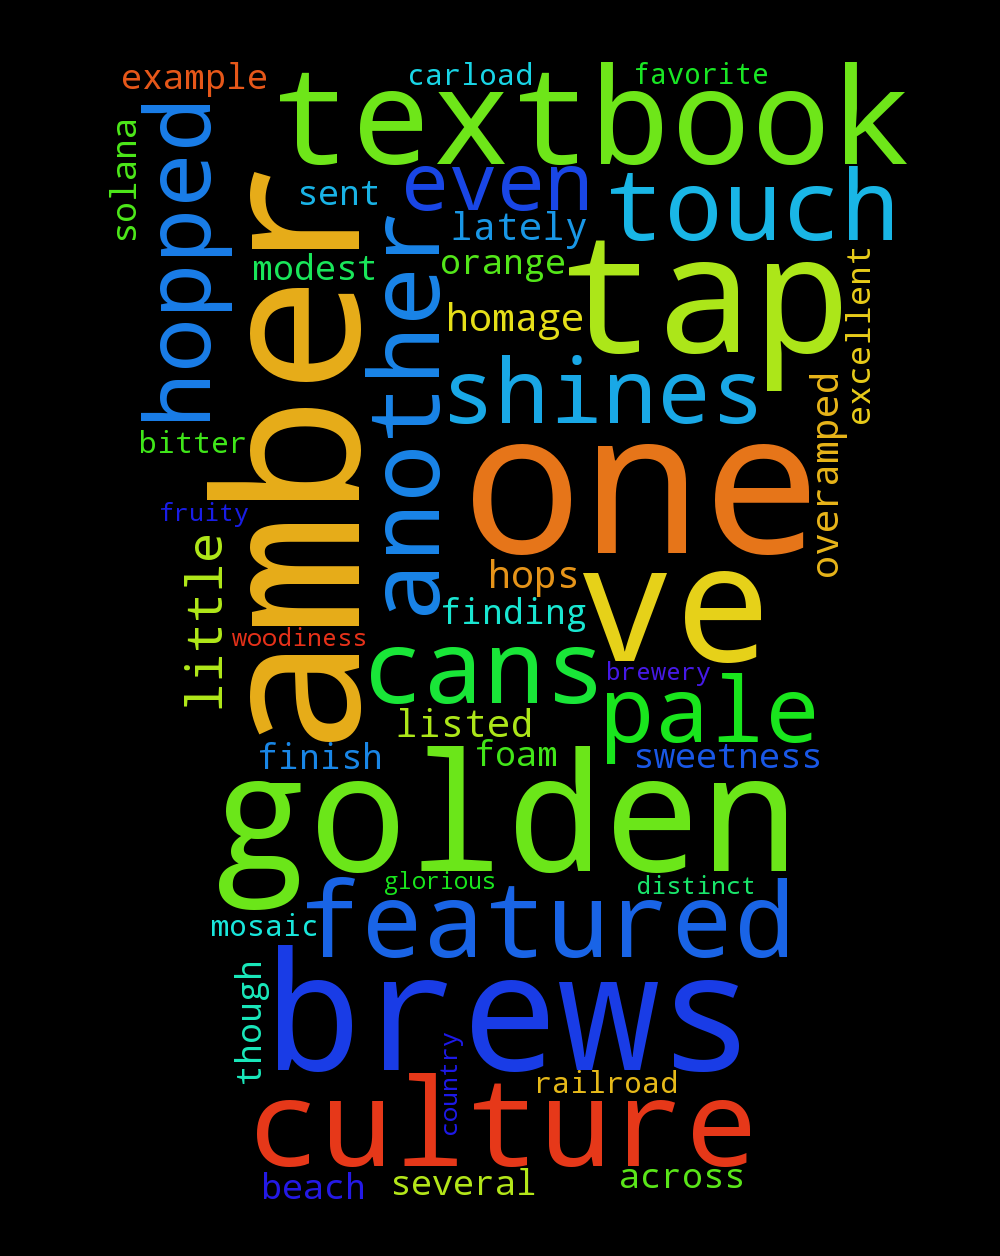 example
carload
favorite
textbook
solana
hopped
amber
sent
even
touch
lately
another
modest
orange
tap
homage
excellent
shines
overamped
bitter
one
fruity
little
hops
ve
finding
woodiness
cans
brewery
pale
listed
finish
foam
sweetness
golden
glorious
distinct
mosaic
featured
though
brews
country
railroad
culture
beach
several
across